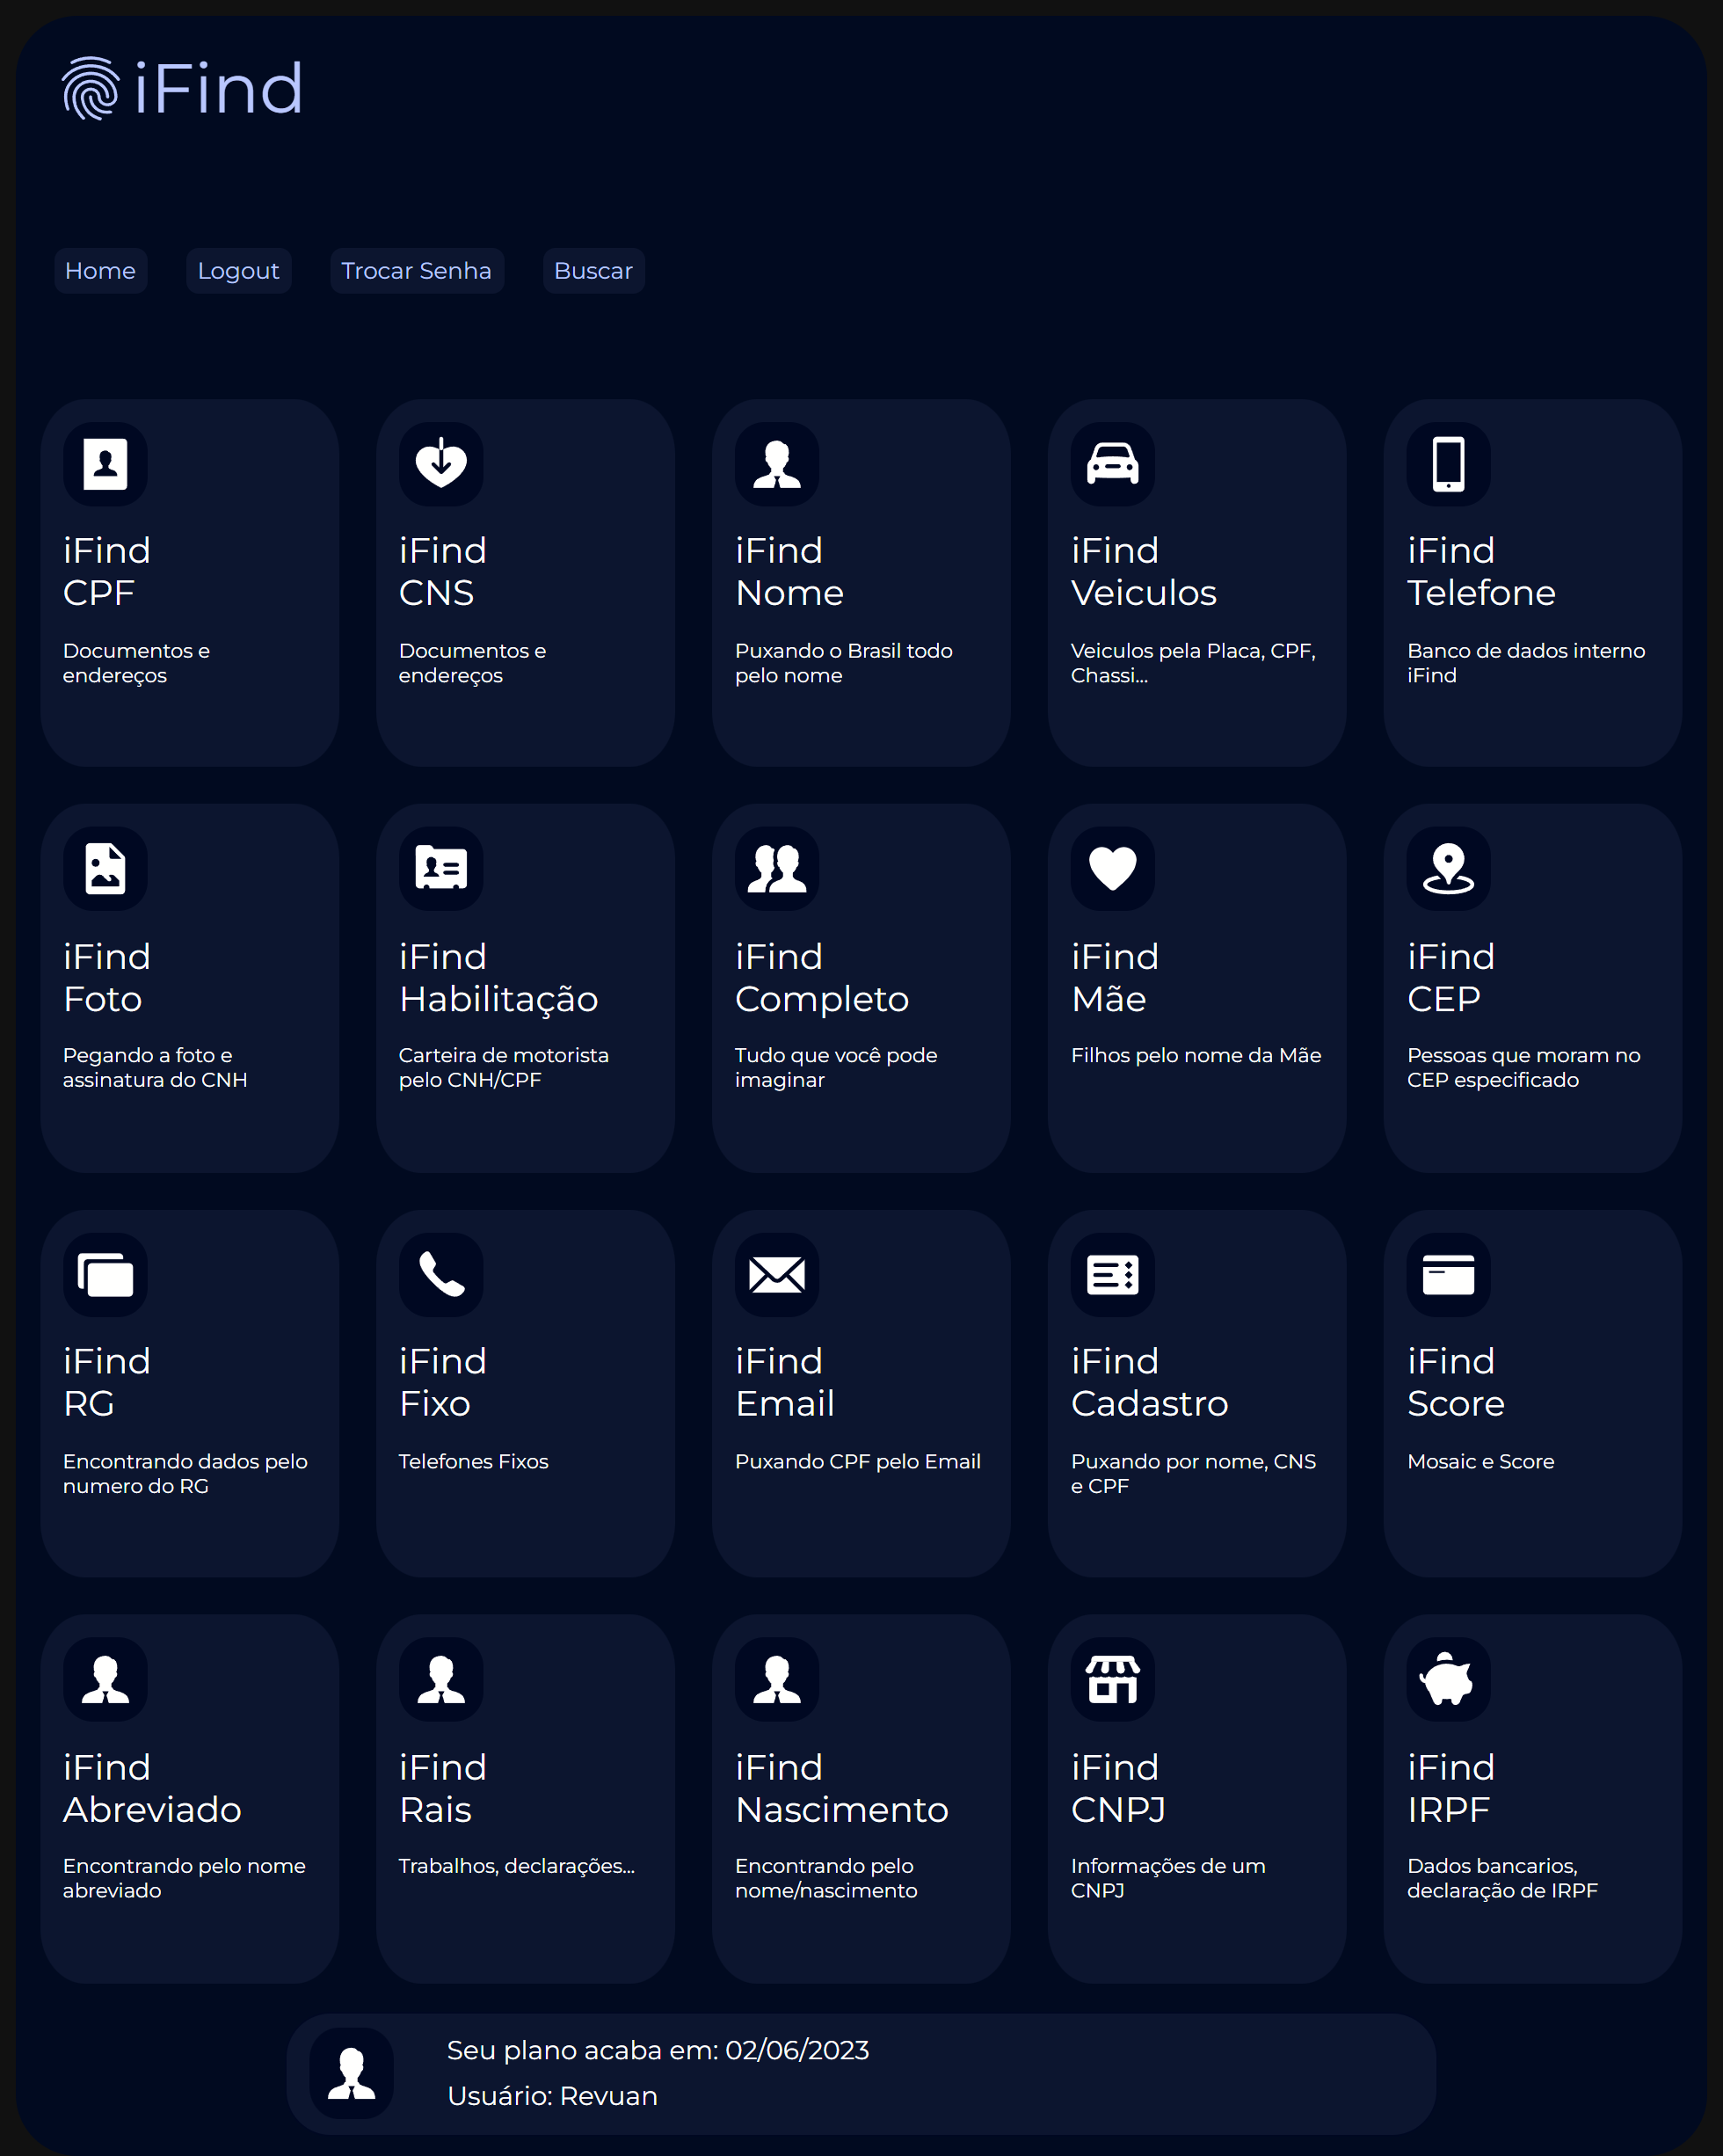 iFind
Home
Logout
Trocar Senha
Buscar
iFind
CPF
Documentos e
endereços
iFind
CNS
Documentos e
endereços
iFind
Nome
Puxando o Brasil todo
pelo nome
iFind
Veiculos
Veiculos pela Placa, CPF,
Chassi...
iFind
Telefone
Banco de dados interno
iFind
iFind
Foto
Pegando a foto e
assinatura do CNH
iFind
Habilitação
Carteira de motorista
pelo CNH/CPF
iFind
Completo
Tudo que você pode
imaginar
iFind
Mãe
Filhos pelo nome da Mãe
iFind
CEP
Pessoas que moram no
CEP especificado
iFind
RG
Encontrando dados pelo
numero do RG
iFind
Fixo
Telefones Fixos
iFind
Email
Puxando CPF pelo Email
iFind
Cadastro
Puxando por nome, CNS
e CPF
iFind
Score
Mosaic e Score
iFind
Abreviado
Encontrando pelo nome
abreviado
iFind
Rais
Trabalhos, declarações...
iFind
Nascimento
Encontrando pelo
nome/nascimento
iFind
CNPJ
Informações de um
CNPJ
iFind
IRPF
Dados bancarios,
declaração de IRPF
Seu plano acaba em: 02/06/2023
Usuário: Revuan